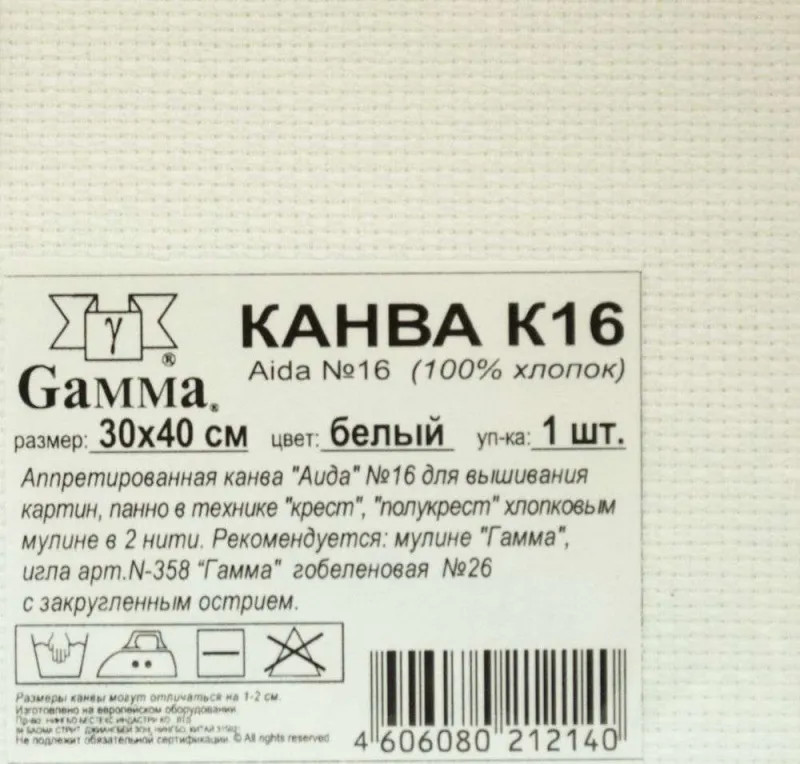 γ
®
Gамма®
КАНВА К16
Aida №16 (100% хлопок)
размер: 30x40 см цвет: белый уп-ка: 1 шт.
Аппретированная канва "Аида" №16 для вышивания
картин, панно в технике "крест", "полукрест" хлопковым
мулине в 2 нити. Рекомендуется: мулине "Гамма",
игла арт.N-358 "Гамма" гобеленовая №26
с закругленным острием.
Размеры канвы могут отличаться на 1-2 см.
Изготовлено на европейском оборудовании.
Не подлежит обязательной сертификации. © All rights reserved
4 606080 212140